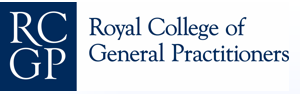 RC
GP
Royal College of
General Practitioners